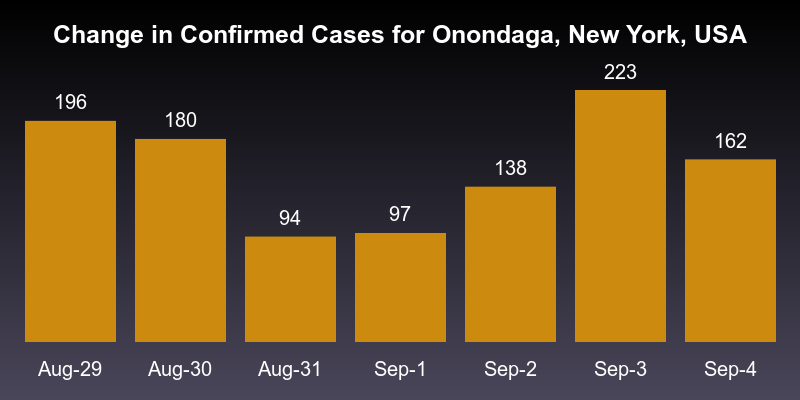 Change in Confirmed Cases for Onondaga, New York, USA
196
180
94
97
138
223
162
Aug-29
Aug-30
Aug-31
Sep-1
Sep-2
Sep-3
Sep-4